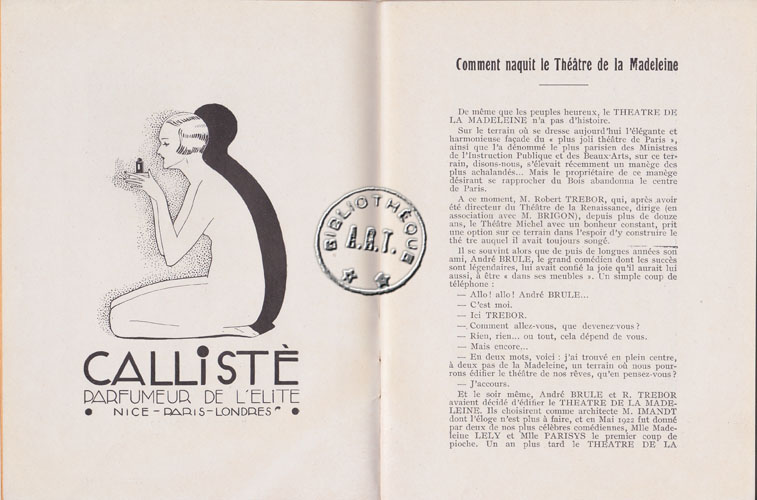 CALLISTÈ
PARFUMEUR DE L'ELITE
NICE-PARIS-LONDRES
BIBLIOTHÈQUE
A.R.T.
Comment naquit le Théâtre de la Madeleine
De même que les peuples heureux, le THEATRE DE
LA MADELEINE n'a pas d'histoire.
Sur le terrain où se dresse aujourd'hui l'élégante et
harmonieuse façade du « plus joli théâtre de Paris »,
ainsi que l'a dénommé le plus parisien des Ministres
de l'Instruction Publique et des Beaux-Arts, sur ce ter-
rain, disons-nous, s'élevait récemment un manège des
plus achalandés... Mais le propriétaire de ce manège
désirant se rapprocher du Bois abandonna le centre
de Paris.
A ce moment, M. Robert TREBOR, qui, après avoir
été directeur du Théâtre de la Renaissance, dirige (en
association avec M. BRIGON), depuis plus de douze
ans, le Théâtre Michel avec un bonheur constant, prit
une option sur ce terrain dans l'espoir d'y construire le
thé tre auquel il avait toujours songé.
Il se souvint alors que de puis de longues années son
ami, André BRULE, le grand comédien dont les succès
sont légendaires, lui avait confié la joie qu'il aurait lui
aussi, à être « dans ses meubles ». Un simple coup de
téléphone :
— Allo ! allo ! André BRULE...
— C'est moi.
— Ici TREBOR.
— Comment allez-vous, que devenez-vous ?
— Rien, rien... ou tout, cela dépend de vous.
— Mais encore...
— En deux mots, voici : j'ai trouvé en plein centre,
à deux pas de la Madeleine, un terrain où nous pour-
rons édifier le théâtre de nos rêves, qu'en pensez-vous ?
— J'accours.
Et le soir même, André BRULE et R. TREBOR
avaient décidé d'édifier le THEATRE DE LA MADE-
LEINE. Ils choisirent comme architecte M. IMANDT
dont l'éloge n'est plus à faire, et en Mai 1922 fut donné
par deux de nos plus célèbres comédiennes, Mlle Made-
leine LELY et Mlle PARISYS le premier coup de
pioche. Un an plus tard le THEATRE DE LA